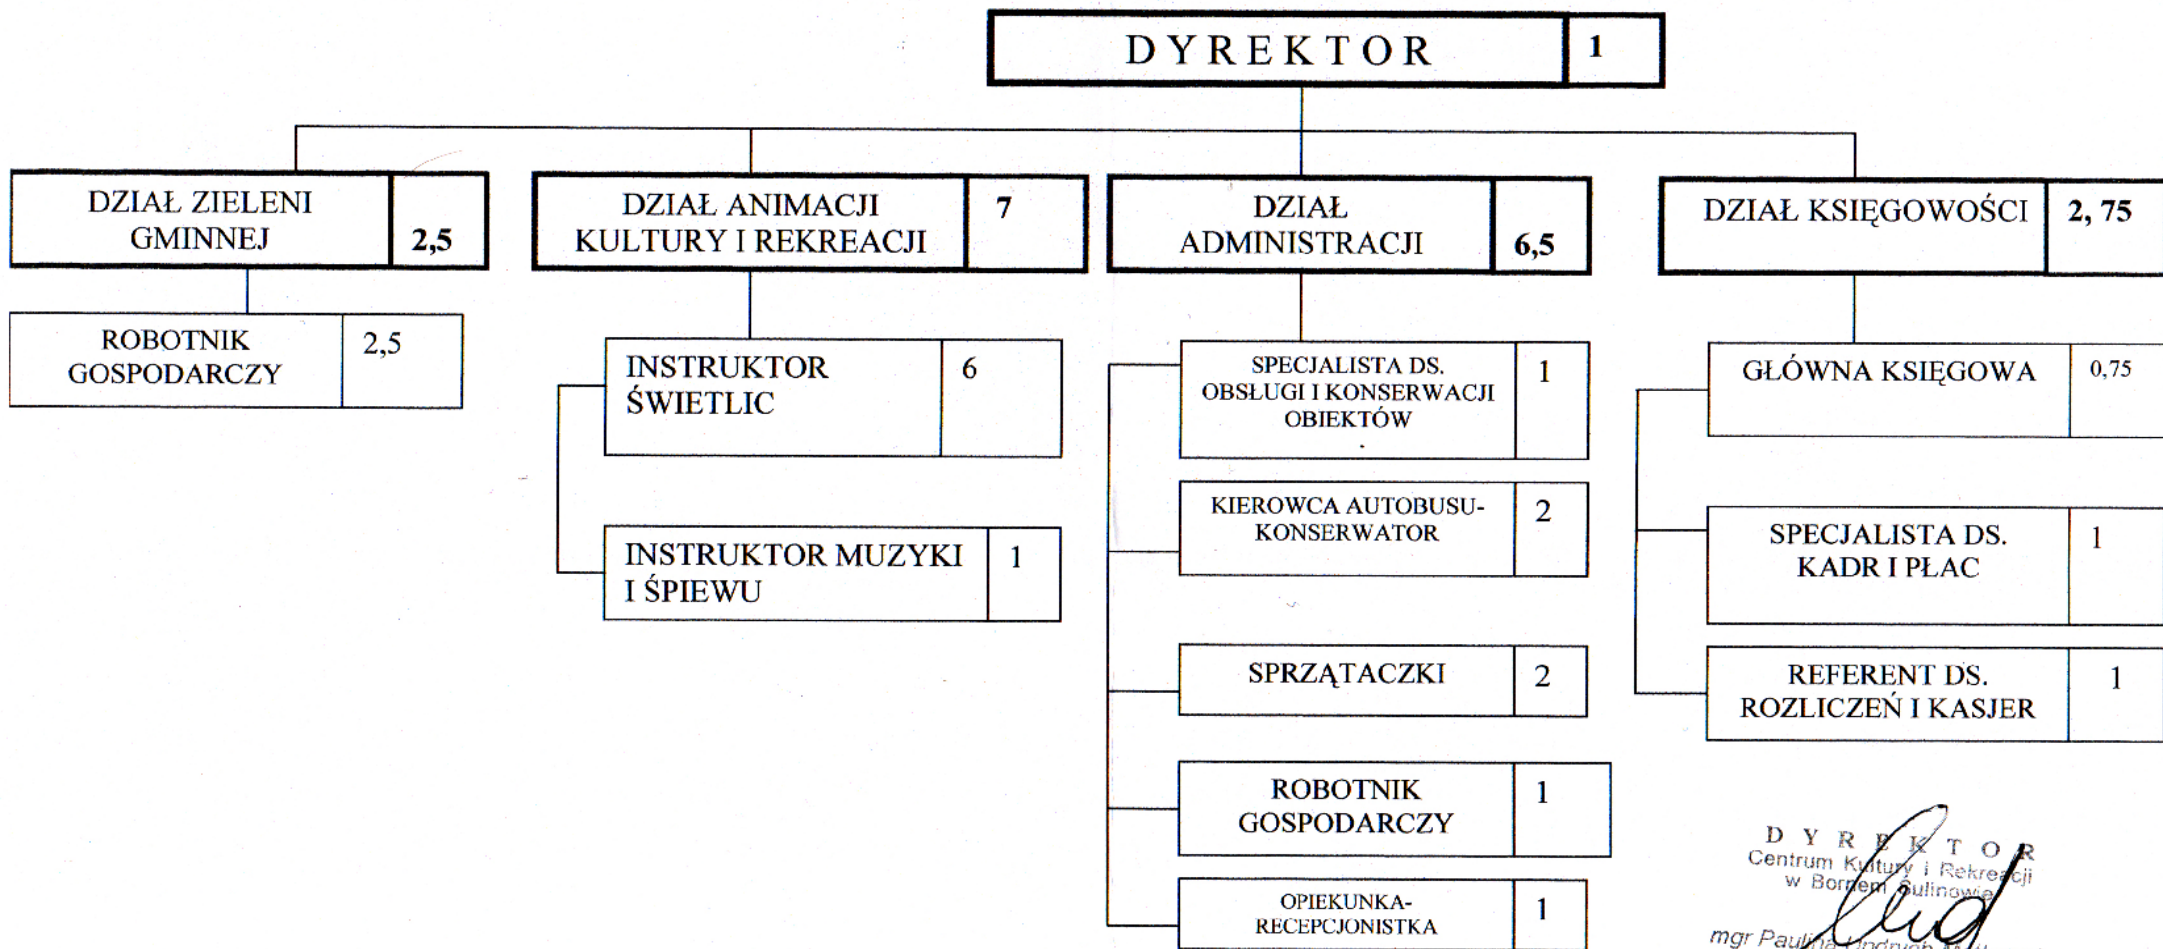 DYREKTOR 1
DZIAŁ ZIELENI
GMINNEJ 2,5
DZIAŁ ANIMACJI 7
KULTURY I REKREACJI
DZIAŁ
ADMINISTRACJI 6,5
DZIAŁ KSIĘGOWOŚCI 2, 75
ROBOTNIK 2,5
GOSPODARCZY
INSTRUKTOR 6
ŚWIETLIC
INSTRUKTOR MUZYKI 1
I ŚPIEWU
SPECJALISTA DS. 1
OBSŁUGI I KONSERWACJI
OBIEKTÓW
KIEROWCA AUTOBUSU- 2
KONSERWATOR
SPRZĄTACZKI 2
ROBOTNIK 1
GOSPODARCZY
OPIEKUNKA- 1
RECEPCJONISTKA
GŁÓWNA KSIĘGOWA 0,75
SPECJALISTA DS. 1
KADR I PŁAC
REFERENT DS. 1
ROZLICZEŃ I KASJER
DYREKTOR
Centrum Kultury i Rekreacji
w Bornem Sulinowie
mgr Paulina